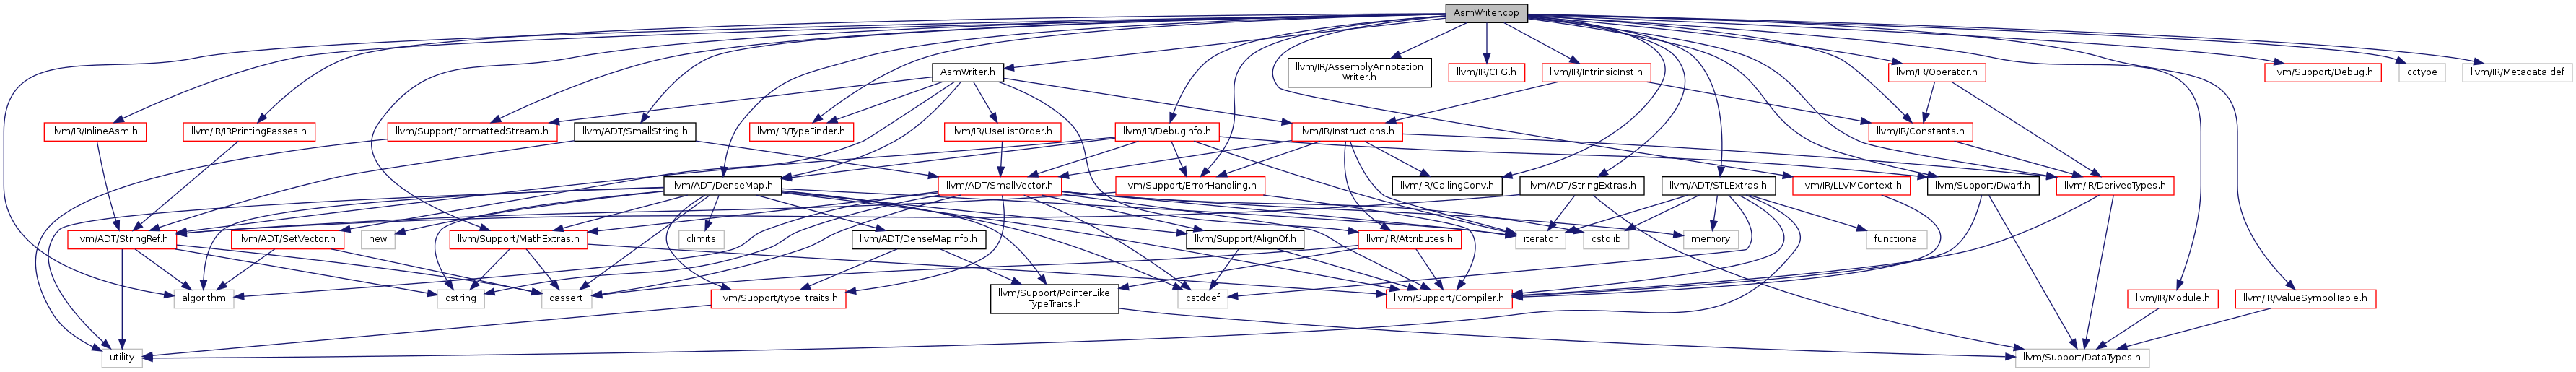 AsmWriter.cpp
AsmWriter.h
llvm/IR/AssemblyAnnotation
Writer.h
llvm/IR/CFG.h
llvm/IR/IntrinsicInst.h
llvm/IR/Operator.h
llvm/Support/Debug.h
cctype
llvm/IR/Metadata.def
llvm/IR/InlineAsm.h
llvm/IR/IRPrintingPasses.h
llvm/Support/FormattedStream.h
llvm/ADT/SmallString.h
llvm/IR/TypeFinder.h
llvm/IR/UseListOrder.h
llvm/IR/DebugInfo.h
llvm/IR/Instructions.h
llvm/IR/Constants.h
llvm/ADT/DenseMap.h
llvm/ADT/SmallVector.h
llvm/Support/ErrorHandling.h
llvm/IR/CallingConv.h
llvm/ADT/StringExtras.h
llvm/ADT/STLExtras.h
llvm/IR/LLVMContext.h
llvm/Support/Dwarf.h
llvm/IR/DerivedTypes.h
llvm/ADT/StringRef.h
llvm/ADT/SetVector.h
new
llvm/Support/MathExtras.h
climits
llvm/ADT/DenseMapInfo.h
llvm/Support/AlignOf.h
llvm/IR/Attributes.h
iterator
cstdlib
memory
functional
algorithm
cstring
cassert
llvm/Support/type_traits.h
llvm/Support/PointerLike
TypeTraits.h
cstddef
llvm/Support/Compiler.h
llvm/IR/Module.h
llvm/IR/ValueSymbolTable.h
utility
llvm/Support/DataTypes.h